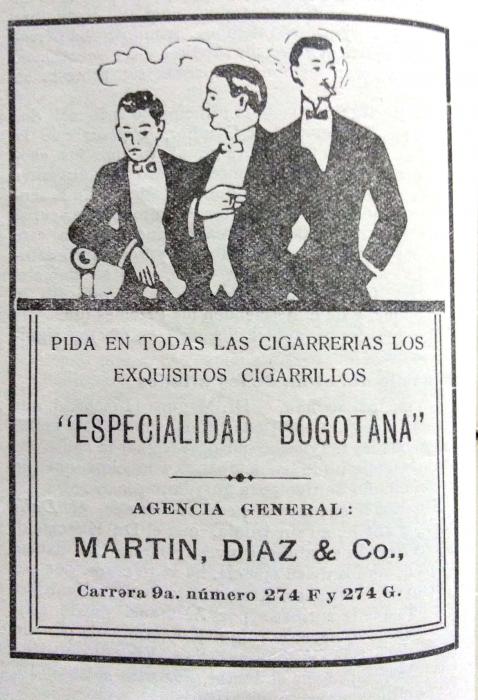 PIDA EN TODAS LAS CIGARRERIAS LOS
EXQUISITOS CIGARRILLOS
"ESPECIALIDAD BOGOTANA"
AGENCIA GENERAL:
MARTIN, DIAZ & Co.,
Carrera 9a. número 274 F y 274 G.